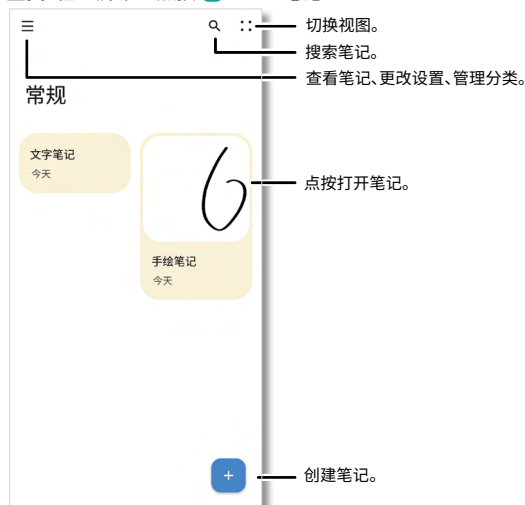 切换视图。
搜索笔记。
查看笔记、更改设置、管理分类。
常规
文字笔记
今天
6
点按打开笔记。
手绘笔记
今天
创建笔记。